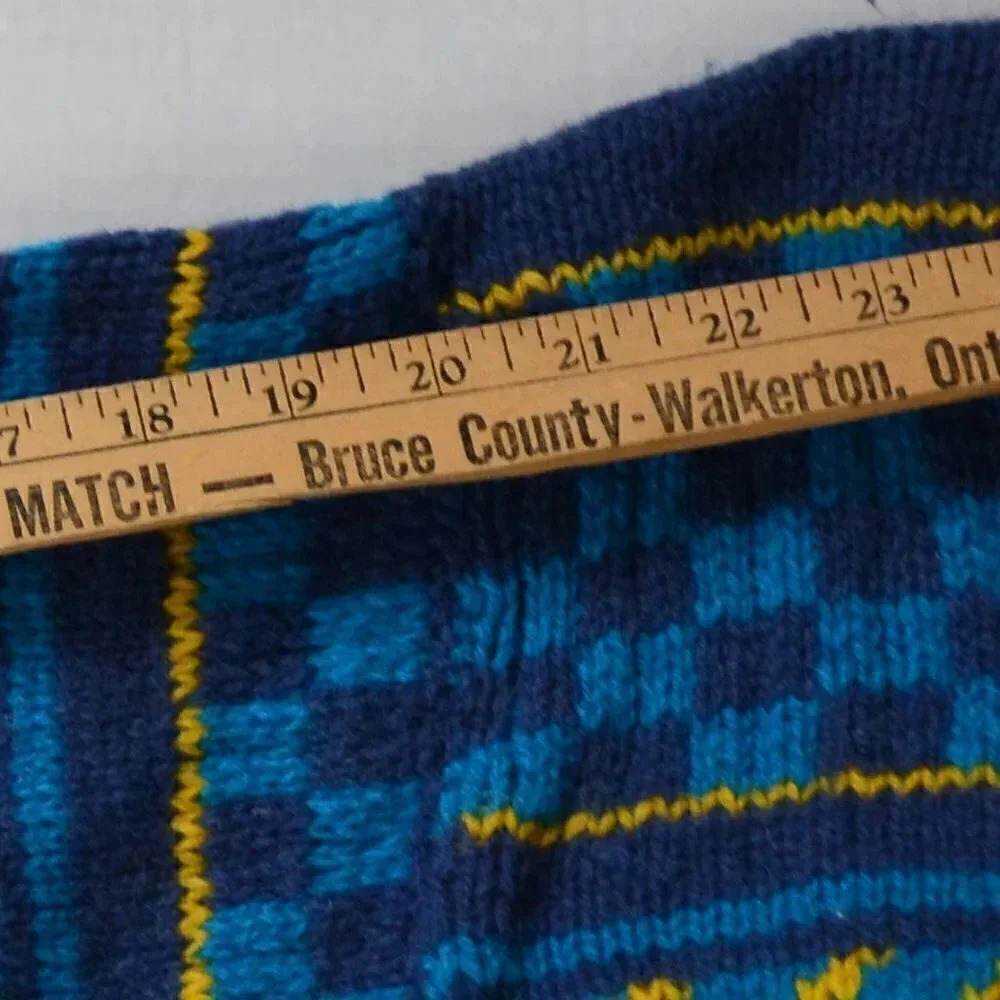 7 18 19 20 21 22 23
MATCH — Bruce County-Walkerton, Ont